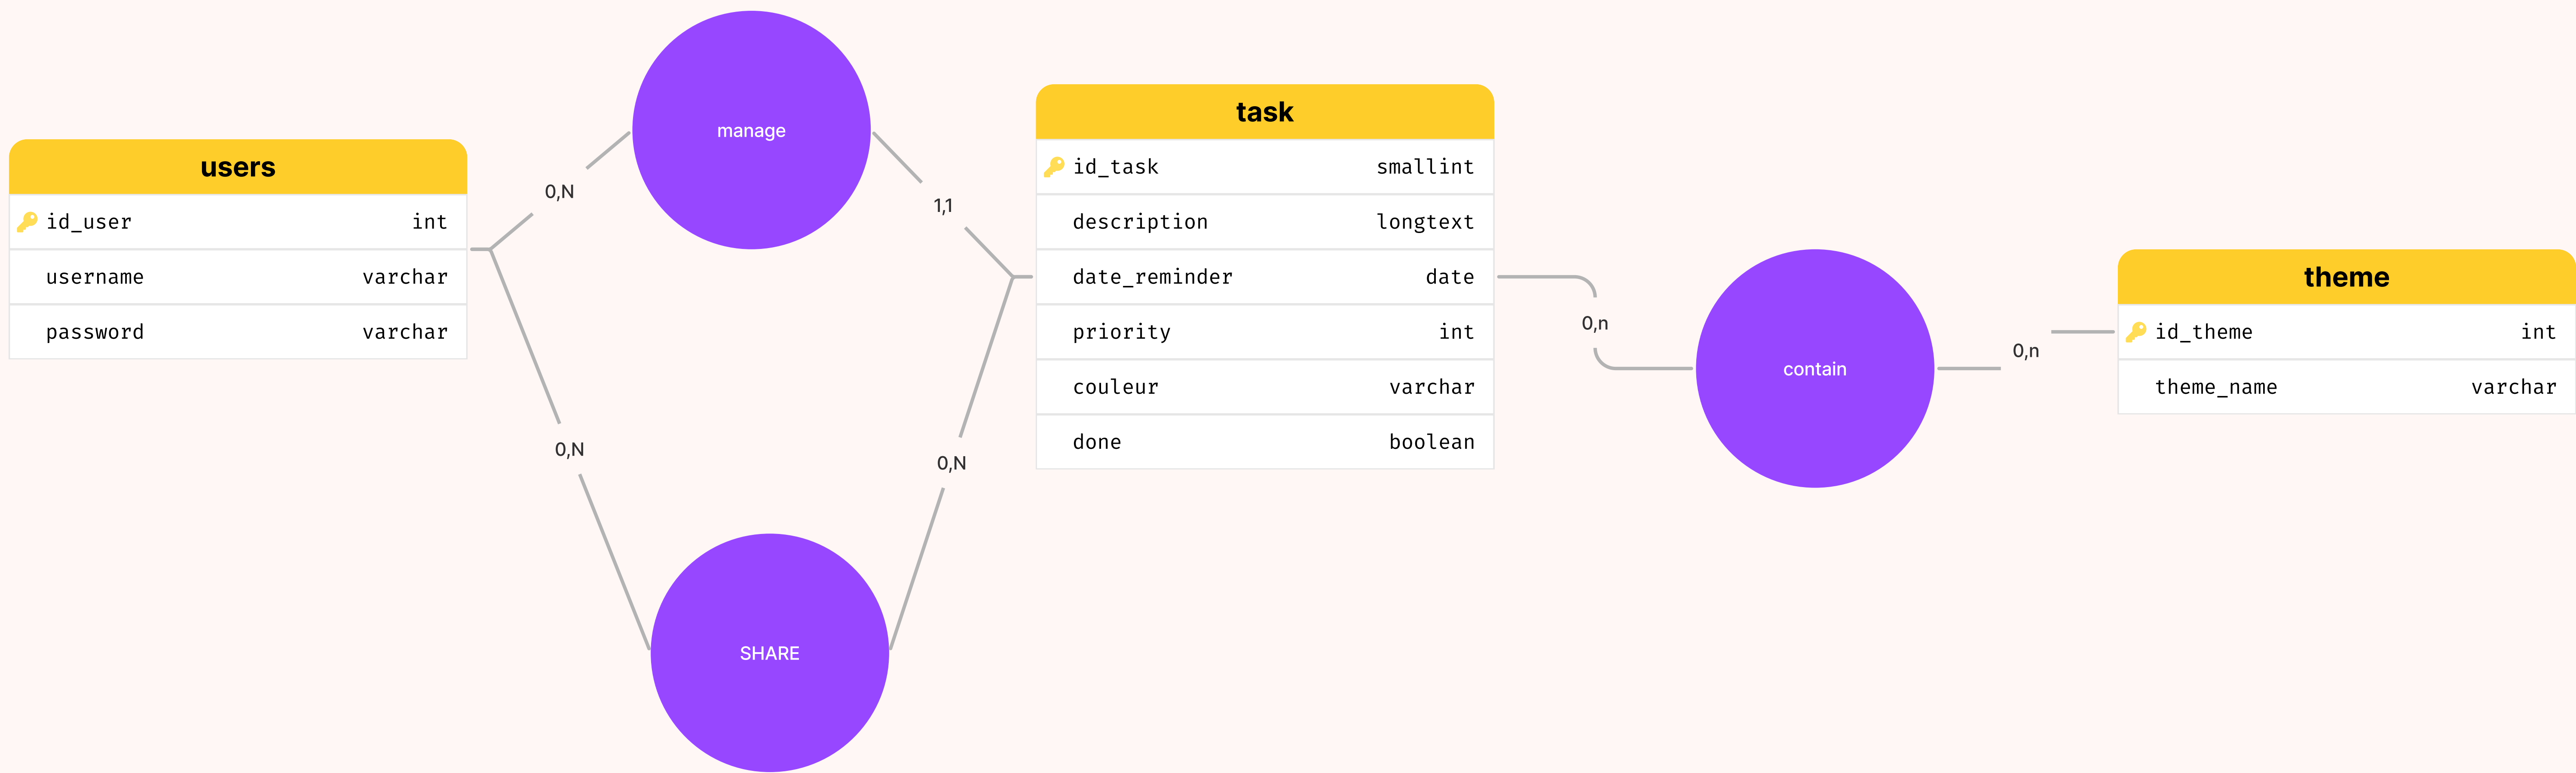 users
id_user int
username varchar
password varchar
0,N
manage
1,1
0,N
SHARE
0,N
task
id_task smallint
description longtext
date_reminder date
priority int
couleur varchar
done boolean
0,n
contain
0,n
theme
id_theme int
theme_name varchar